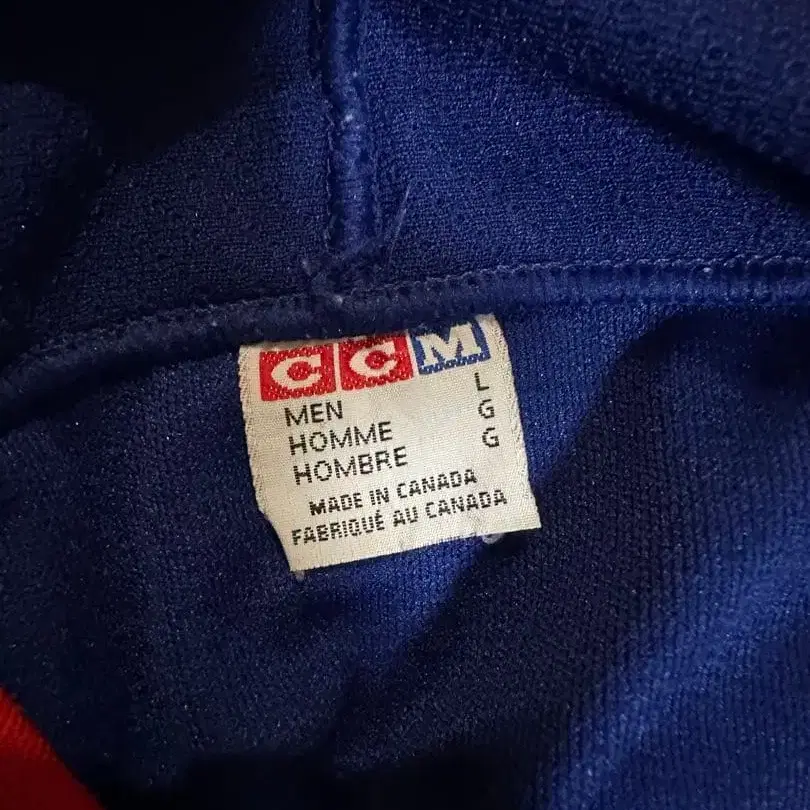 CCM
MEN L
HOMME G
HOMBRE G
MADE IN CANADA
FABRIQUÉ AU CANADA